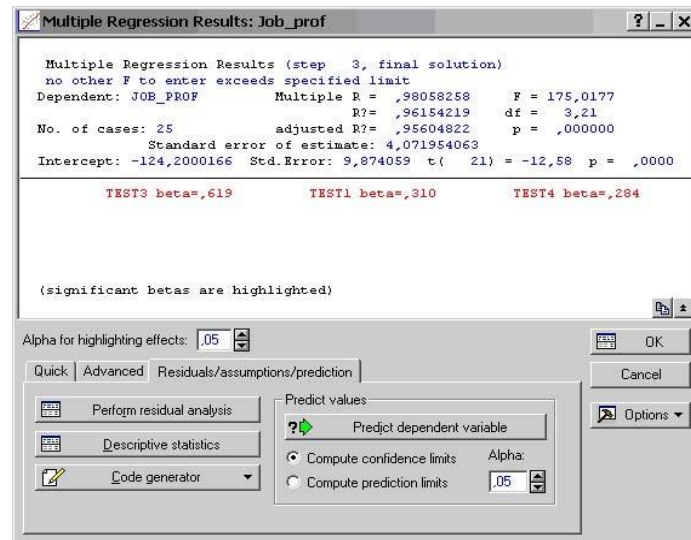 Multiple Regression Results: Job_prof
Multiple Regression Results (step 3, final solution)
no other F to enter exceeds specified limit
Dependent: JOB_PROF Multiple R = ,98058258 F = 175,0177
R?= ,96154219 df = 3,21
No. of cases: 25 adjusted R?= ,95604822 p = ,000000
Standard error of estimate: 4,071954063
Intercept: -124,2000166 Std.Error: 9,874059 t( 21) = -12,58 p = ,0000
TEST3 beta=,619 TEST1 beta=,310 TEST4 beta=,284
(significant betas are highlighted)
Alpha for highlighting effects: ,05
OK
Quick Advanced Residuals/assumptions/prediction
Cancel
Perform residual analysis
Descriptive statistics
Code generator
Predict values
Predict dependent variable
Compute confidence limits
Compute prediction limits
Alpha:
,05
Options